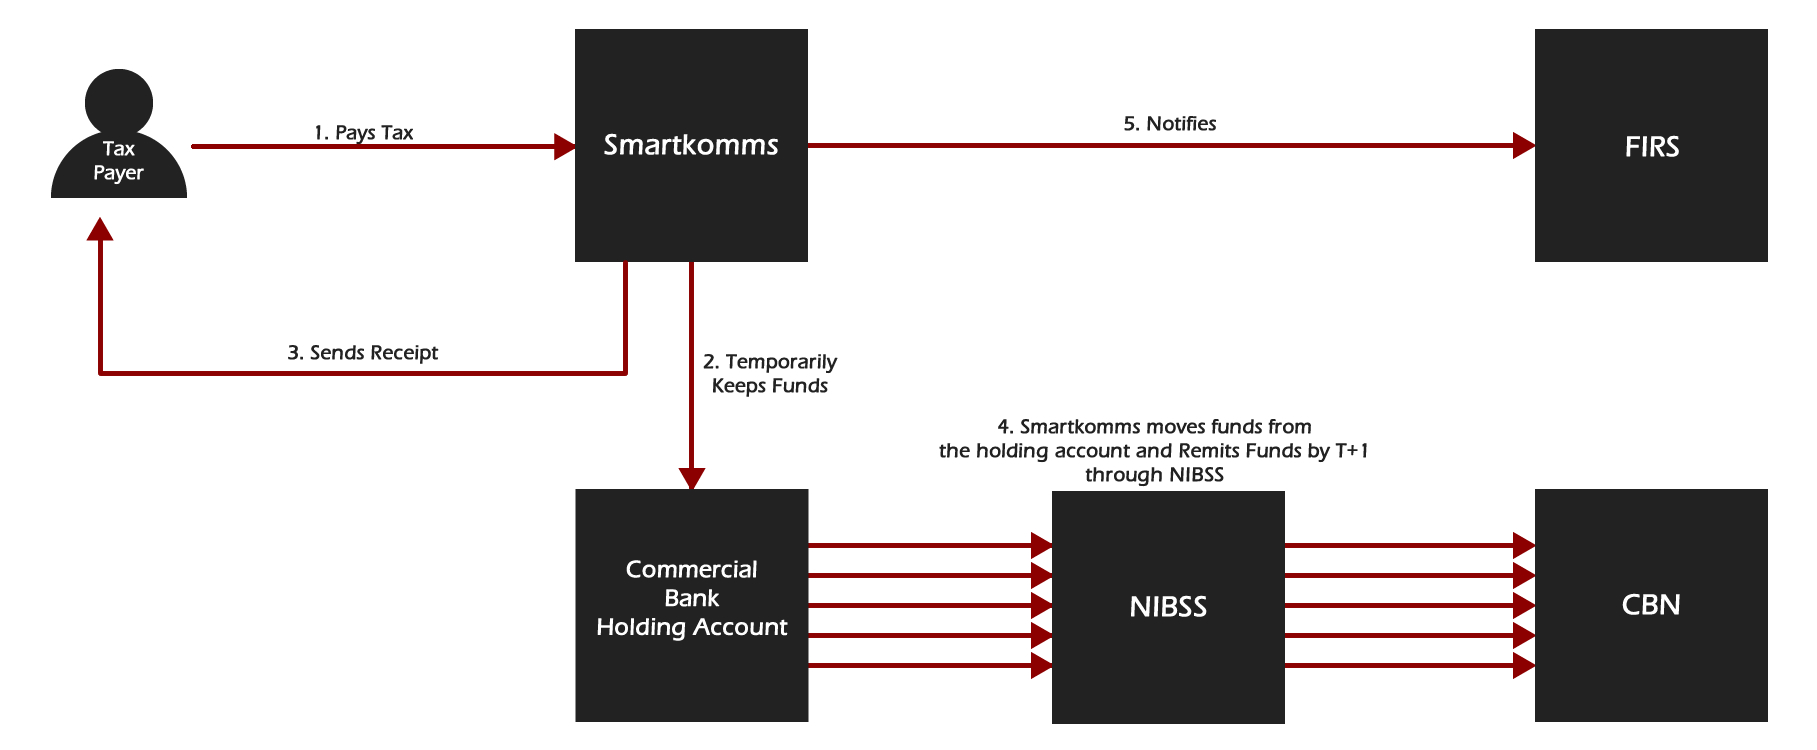 Tax
Payer
1. Pays Tax
Smartkomms
5. Notifies
FIRS
3. Sends Receipt
2. Temporarily
Keeps Funds
4. Smartkomms moves funds from
the holding account and Remits Funds by T+1
through NIBSS
Commercial
Bank
Holding Account
NIBSS
CBN